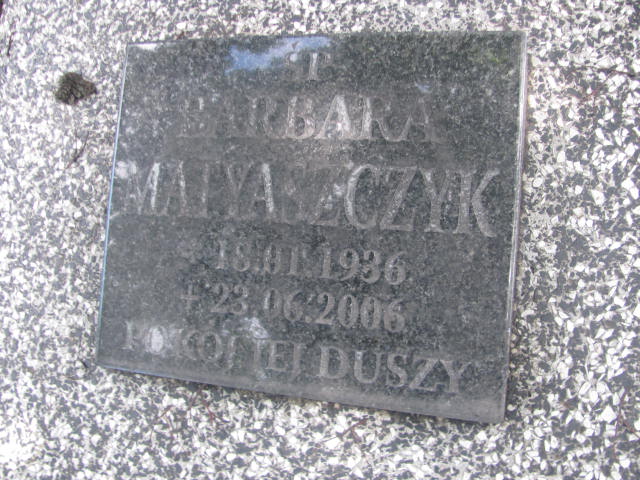 BARBARA
MATYASZCZYK
* 18.01.1936
+ 23.06.2006
POKÓJ JEJ DUSZY